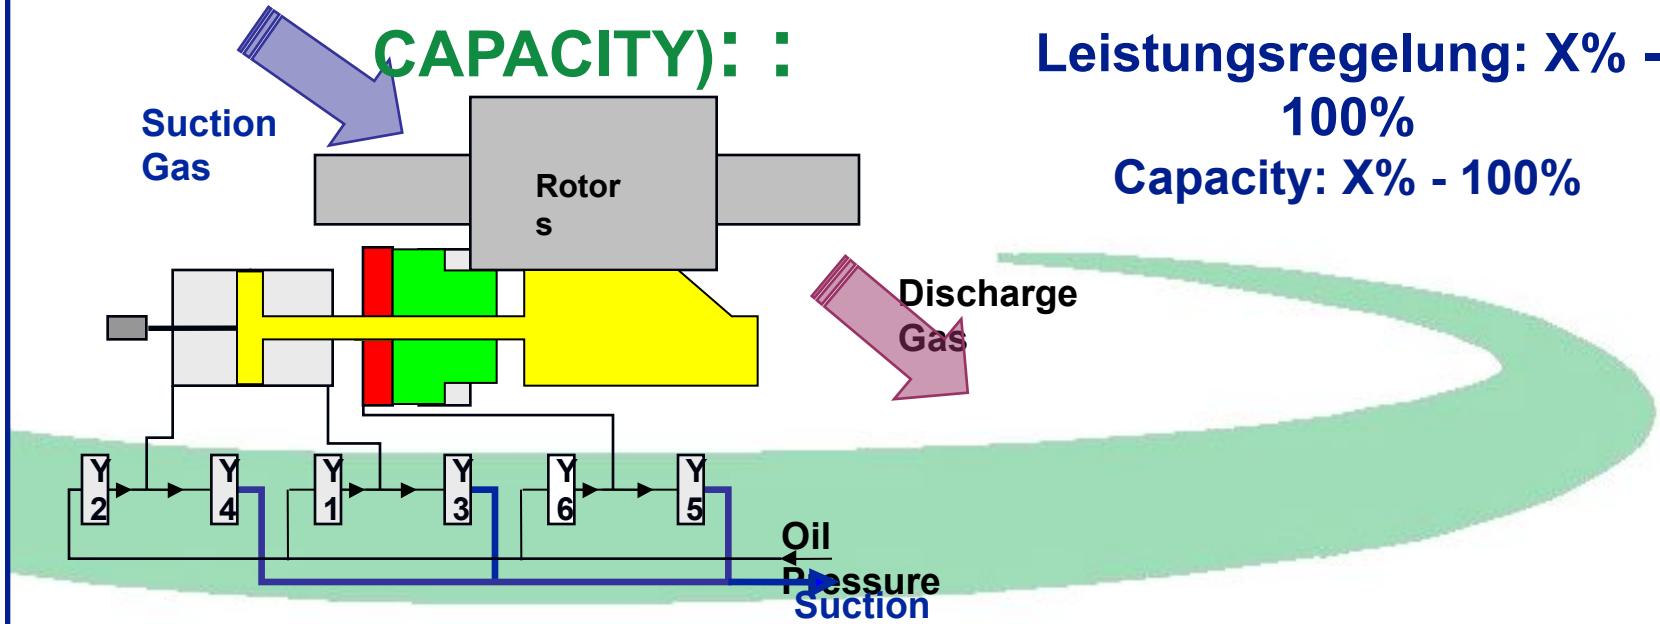 CAPACITY): :
Leistungsregelung: X% -
100%
Capacity: X% - 100%
Suction
Gas
Rotor
s
Discharge
Gas
Y
2
Y
4
Y
1
Y
3
Y
6
Y
5
Oil
Pressure
Suction